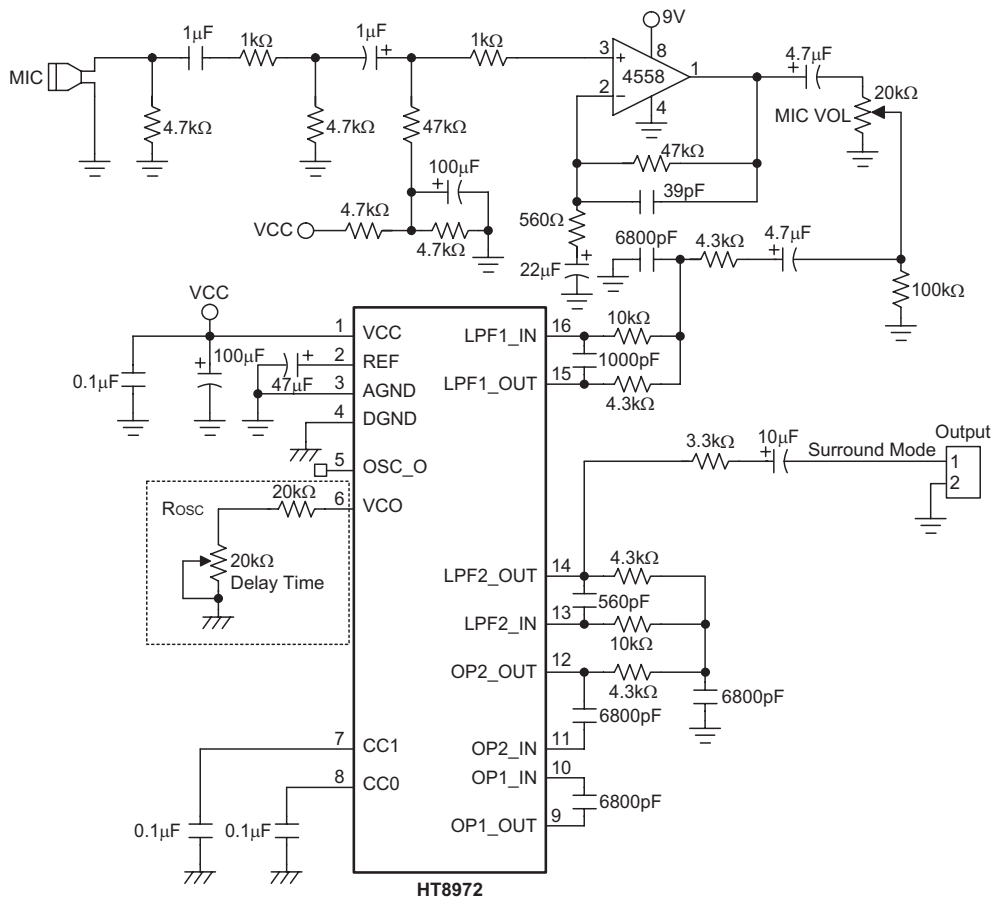 9V
1μF
1kΩ
1μF
+
1kΩ
3
+
8
4558
1
2
−
4
4.7μF
+
20kΩ
MIC VOL
MIC
4.7kΩ
4.7kΩ
47kΩ
47kΩ
39pF
100μF
+
VCC
4.7kΩ
4.7kΩ
560Ω
22μF
+
6800pF
4.3kΩ
4.7μF
+
100kΩ
VCC
0.1μF
+
100μF
47μF
+
1 VCC
2 REF
3 AGND
4 DGND
5 OSC_O
6 VCO
7 CC1
8 CC0
LPF1_IN 16
LPF1_OUT 15
10kΩ
1000pF
4.3kΩ
3.3kΩ
10μF
+
Surround Mode
Output
1
2
Rosc
20kΩ
20kΩ
Delay Time
LPF2_OUT 14
4.3kΩ
560pF
LPF2_IN 13
10kΩ
OP2_OUT 12
4.3kΩ
6800pF
6800pF
OP2_IN 11
OP1_IN 10
6800pF
OP1_OUT 9
0.1μF
0.1μF
HT8972